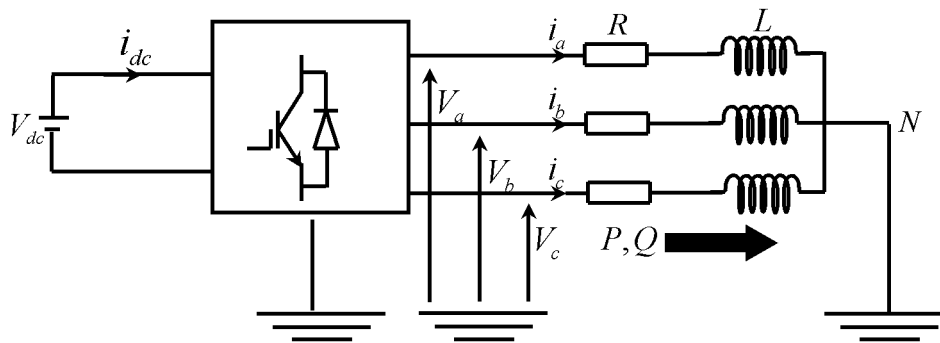 i_a R L
i_dc
V_dc
V_a
i_b
N
V_b
i_c
V_c
P,Q